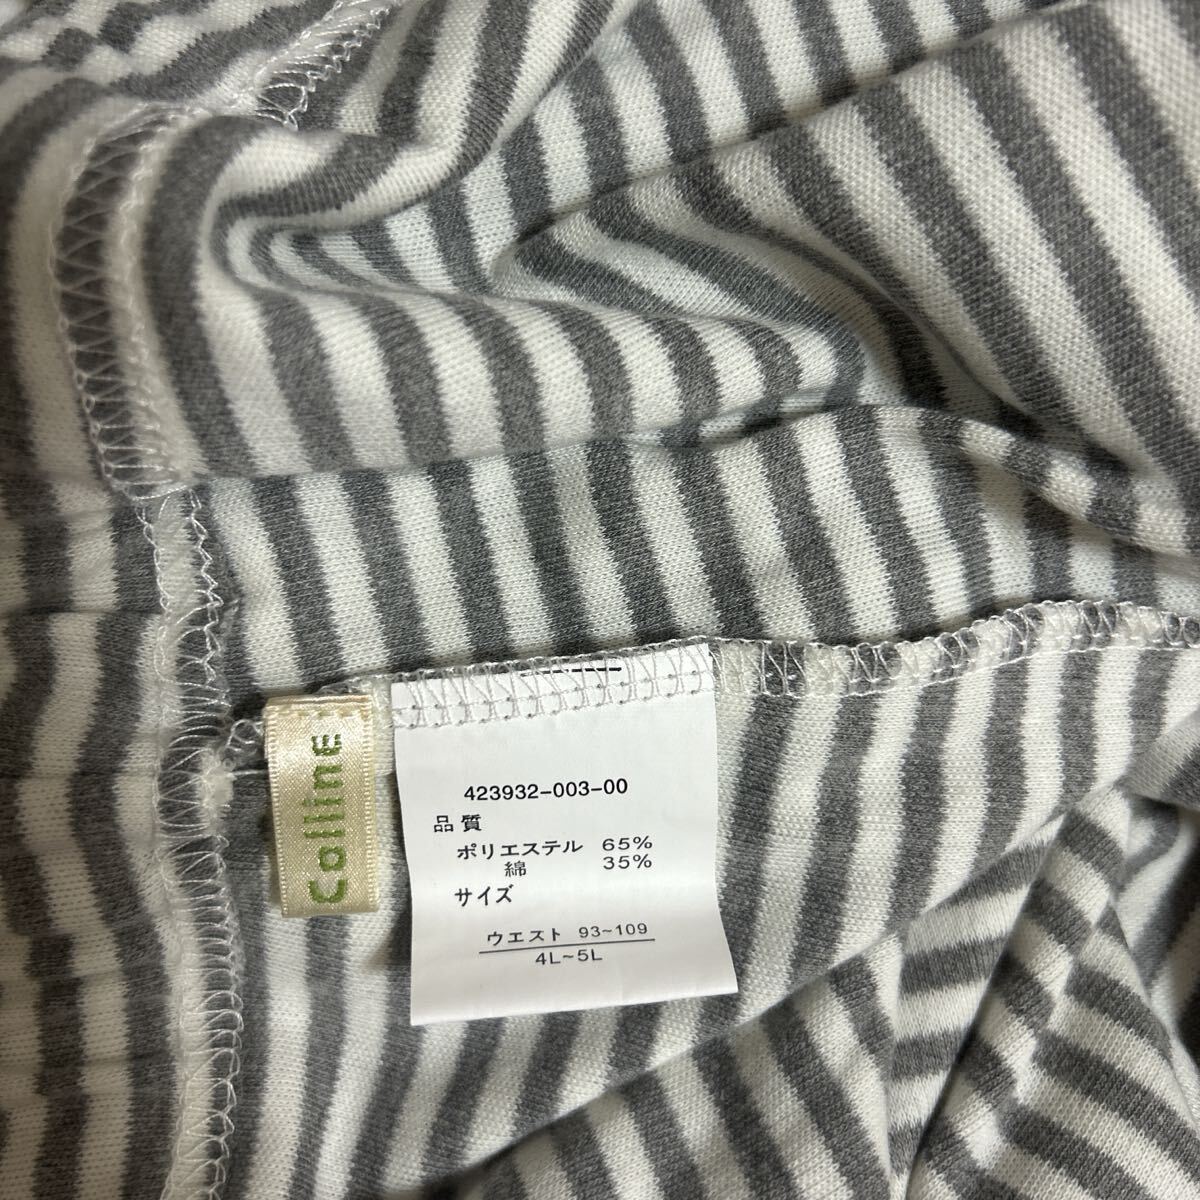 Colline
423932-003-00
品質
ポリエステル 65%
綿 35%
サイズ
ウエスト 93~109
4L~5L